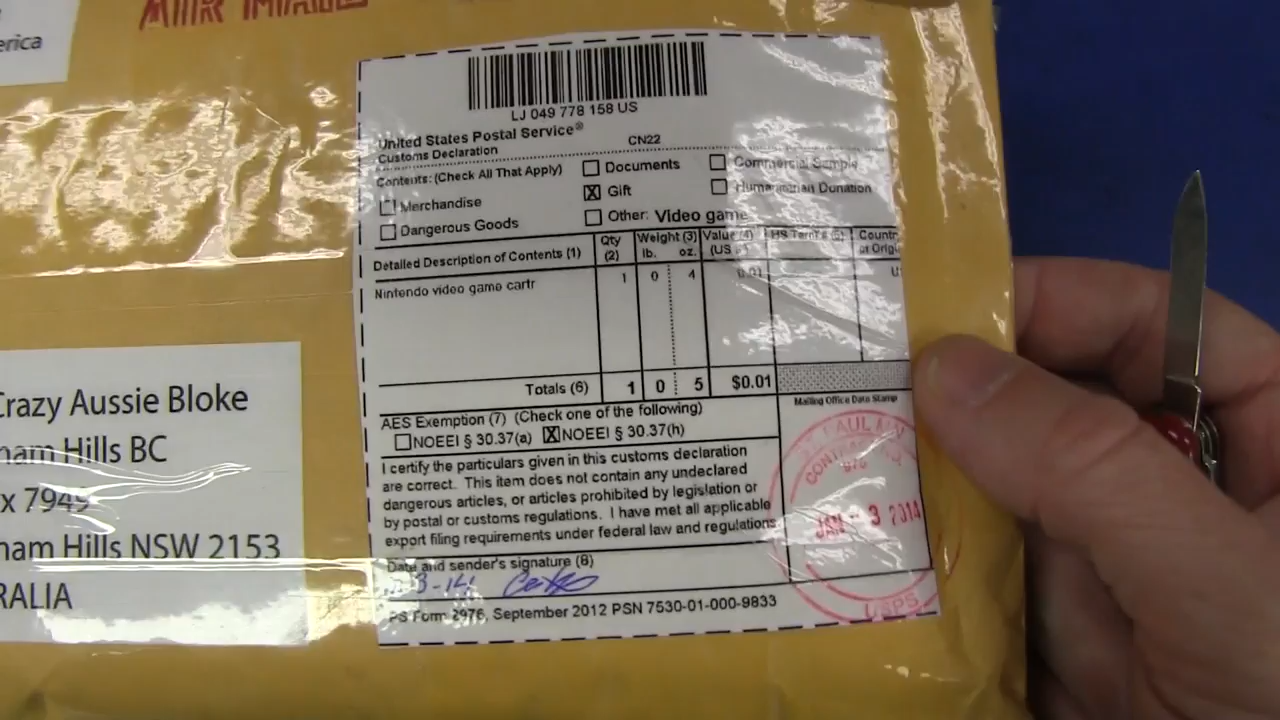 AIR MAIL
erica
LJ 049 778 158 US
United States Postal Service®
Customs Declaration
CN22
Contents: (Check All That Apply)
Documents
Commercial Sample
Merchandise
X Gift
Humanitarian Donation
Dangerous Goods
Other: Video game
Detailed Description of Contents (1)
Qty (2)
Weight (3) lb. oz.
Value (4) (US
HS Tariff # (5)
Countr
or Origi
Nintendo video game cartr 1 0 4 0.01 U
Totals (6) 1 0 5 $0.01
AES Exemption (7) (Check one of the following)
NOEEI § 30.37(a) X NOEEI § 30.37(h)
I certify the particulars given in this customs declaration
are correct. This item does not contain any undeclared
dangerous articles, or articles prohibited by legislation or
by postal or customs regulations. I have met all applicable
export filing requirements under federal law and regulations
Date and sender's signature (8)
3-14
PS Form 2976, September 2012 PSN 7530-01-000-9833
Mailing Office Date Stamp
PAUL
JAN 3 2014
USPS
Crazy Aussie Bloke
ham Hills BC
x 7949
ham Hills NSW 2153
RALIA